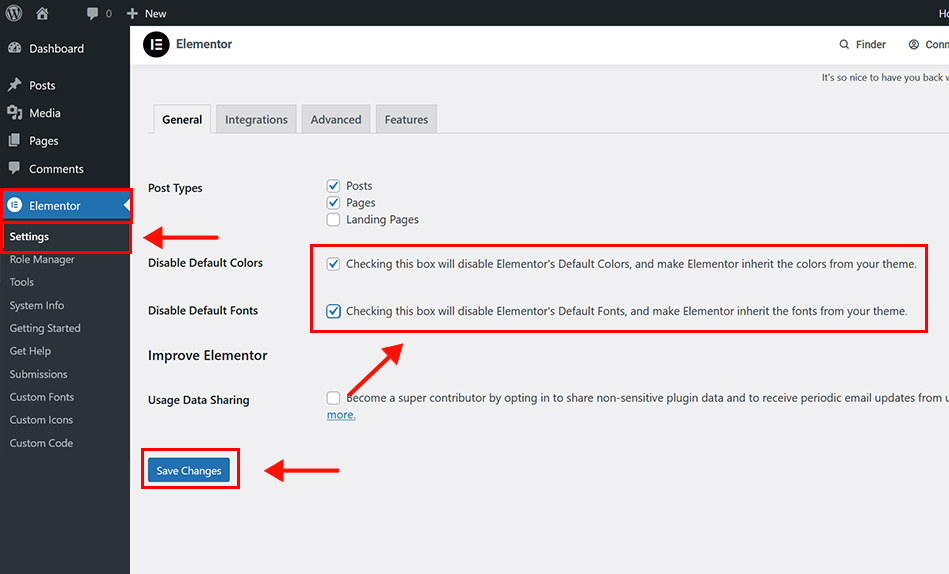 0 New
Dashboard
Posts
Media
Pages
Comments
Elementor
Settings
Role Manager
Tools
System Info
Getting Started
Get Help
Submissions
Custom Fonts
Custom Icons
Custom Code
Elementor
Finder
Conn
It's so nice to have you back
General Integrations Advanced Features
Post Types
Posts
Pages
Landing Pages
Disable Default Colors
Checking this box will disable Elementor's Default Colors, and make Elementor inherit the colors from your theme.
Disable Default Fonts
Checking this box will disable Elementor's Default Fonts, and make Elementor inherit the fonts from your theme.
Improve Elementor
Usage Data Sharing
Become a super contributor by opting in to share non-sensitive plugin data and to receive periodic email updates from
more.
Save Changes